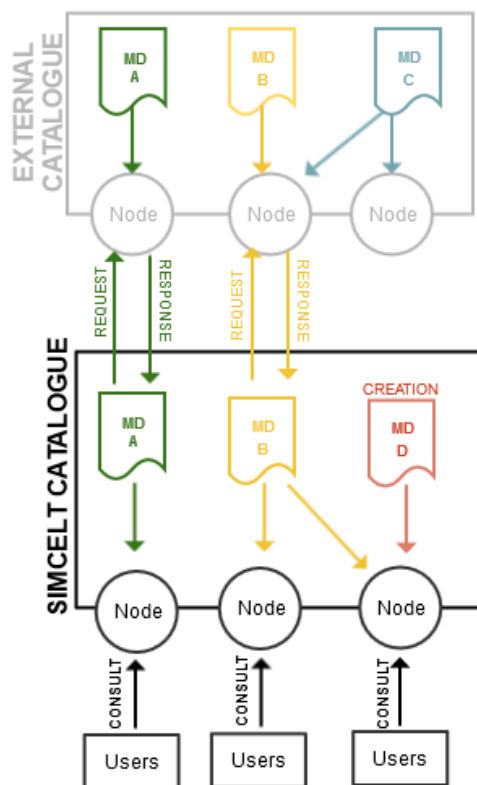 EXTERNAL
CATALOGUE
MD
A
MD
B
MD
C
Node
Node
Node
REQUEST
RESPONSE
REQUEST
RESPONSE
SIMCELT CATALOGUE
CREATION
MD
A
MD
B
MD
D
Node
Node
Node
CONSULT
CONSULT
CONSULT
Users
Users
Users